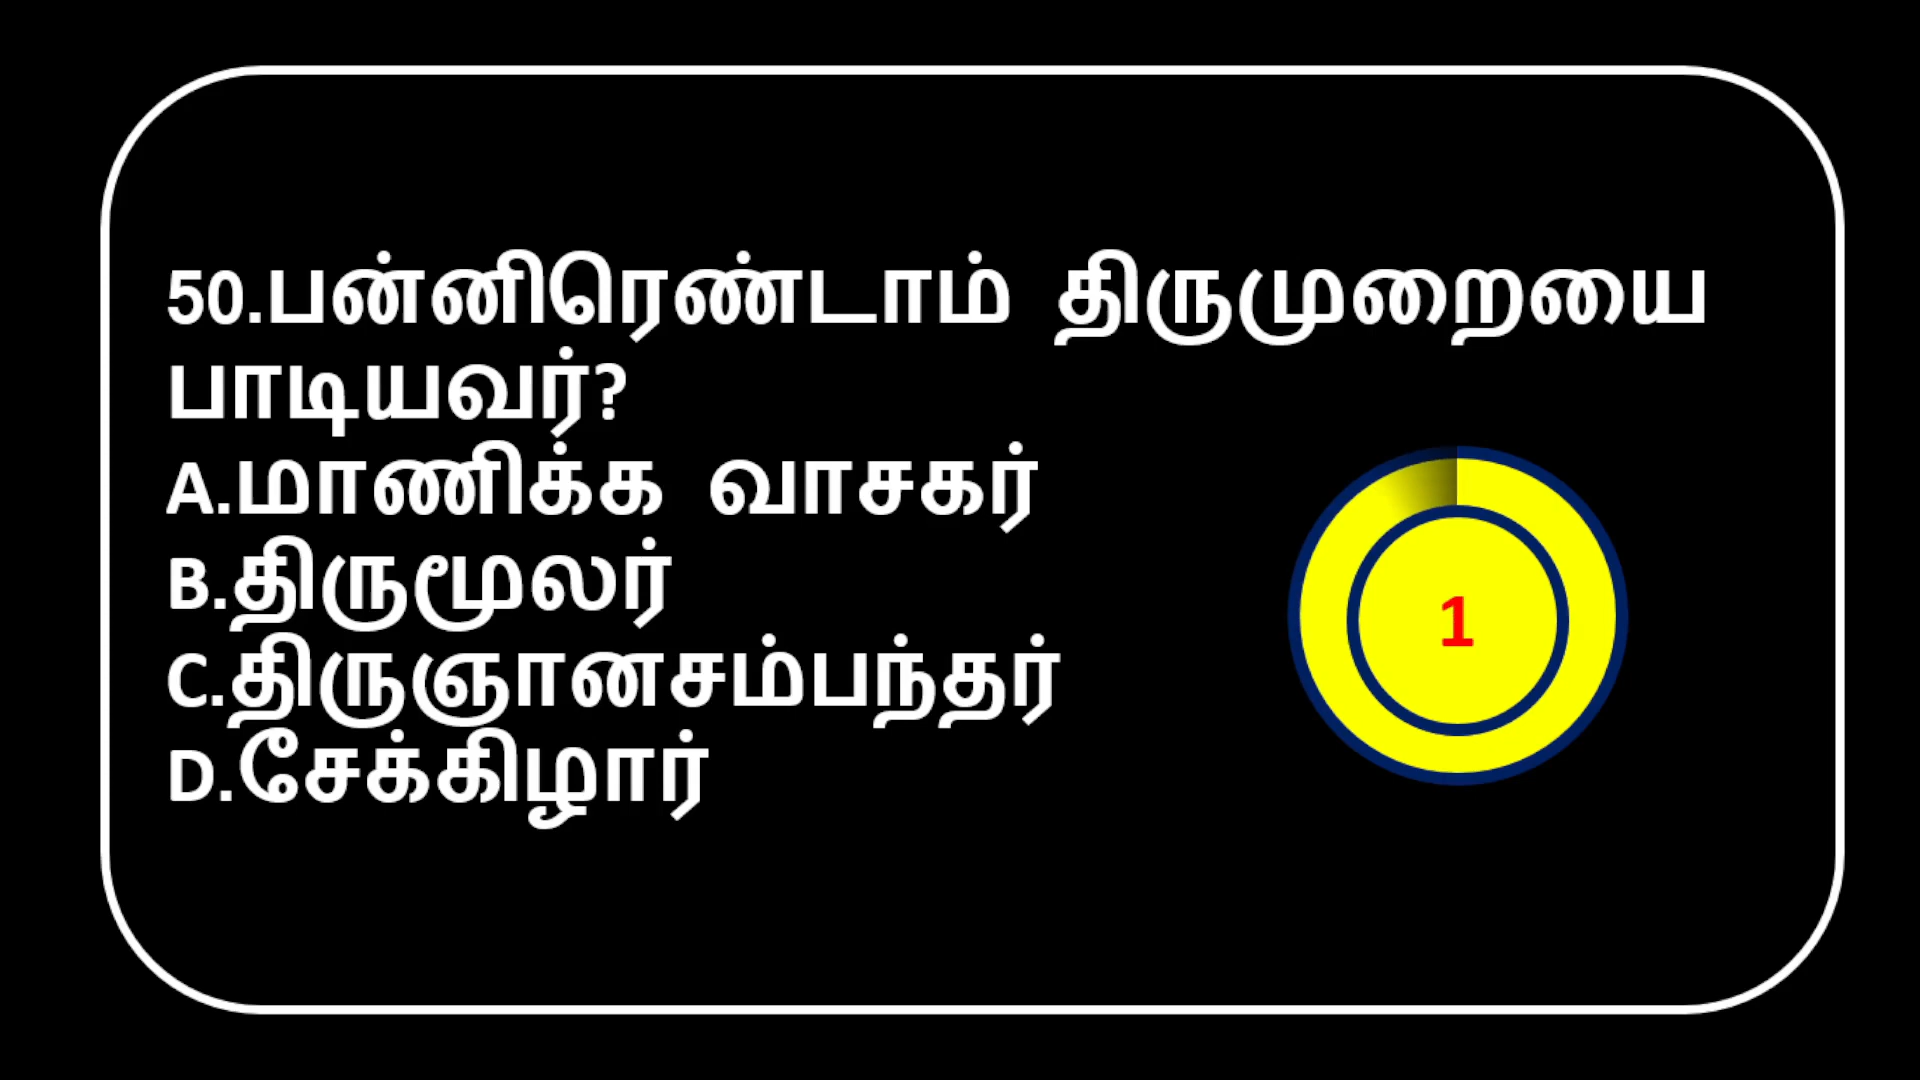 50.பன்னிரெண்டாம் திருமுறையை
பாடியவர்?
A.மாணிக்க வாசகர்
B.திருமூலர்
C.திருஞானசம்பந்தர்
D.சேக்கிழார்
1